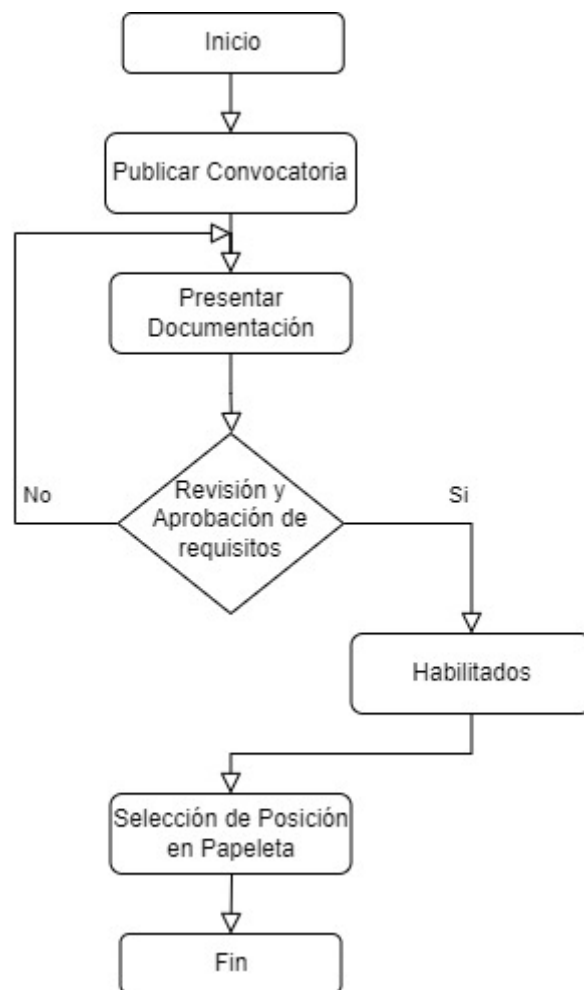 Inicio
Publicar Convocatoria
Presentar
Documentación
Revisión y
Aprobación de
requisitos
No
Si
Habilitados
Selección de Posición
en Papeleta
Fin